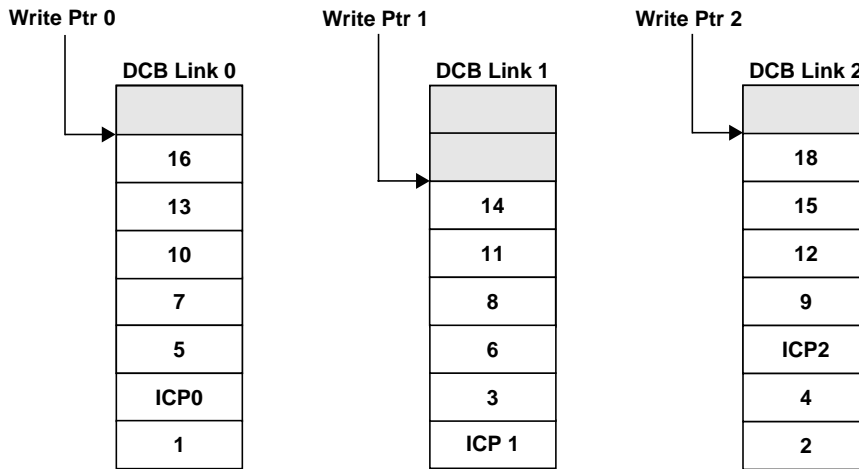 Write Ptr 0
Write Ptr 1
Write Ptr 2
DCB Link 0
DCB Link 1
DCB Link 2
16
18
13
14
15
10
11
12
7
8
9
5
6
ICP2
ICP0
3
4
1
ICP 1
2